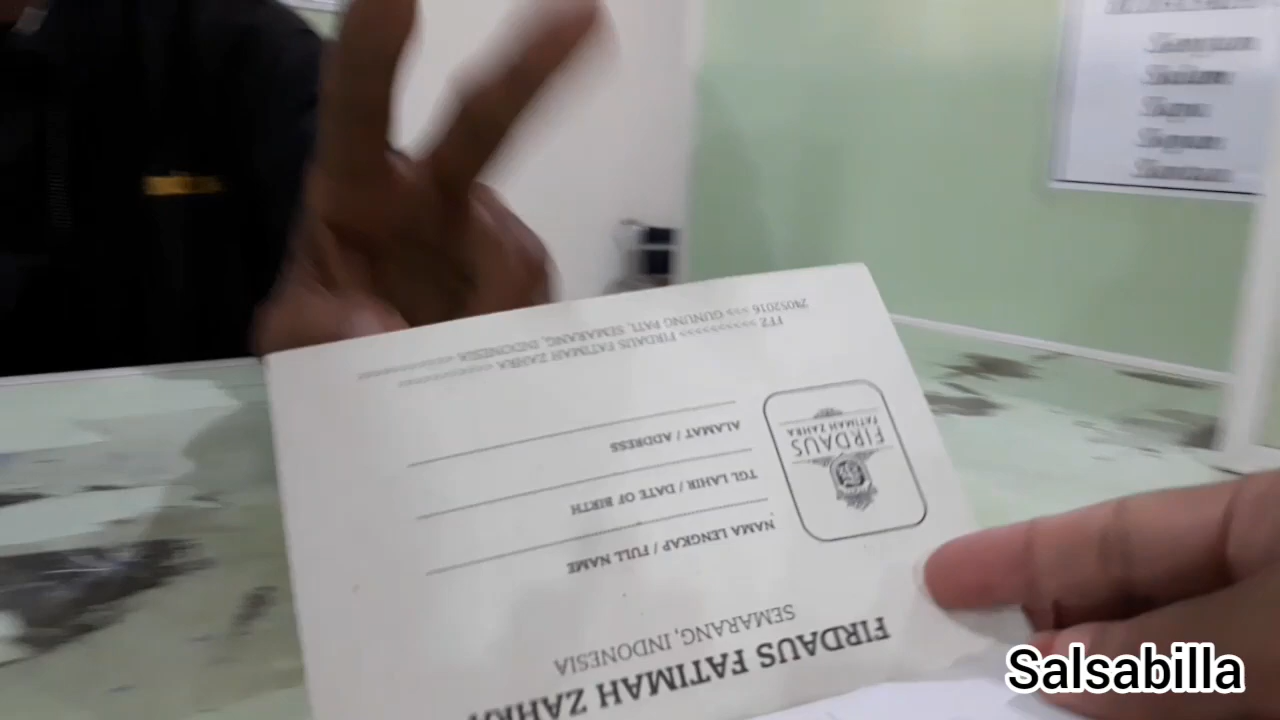 FIRDAUS FATIMAH ZAHRA
SEMARANG, INDONESIA
NAMA LENGKAP / FULL NAME
TGL LAHIR / DATE OF BIRTH
ALAMAT / ADDRESS
FIRDAUS
FATIMAH ZAHRA
FFZ >>>>>>>>>> FIRDAUS FATIMAH ZAHRA <<<<<<<<<<
24052016 >>> GUNUNG PATI, SEMARANG, INDONESIA <<<<<<<<<<
Salsabilla